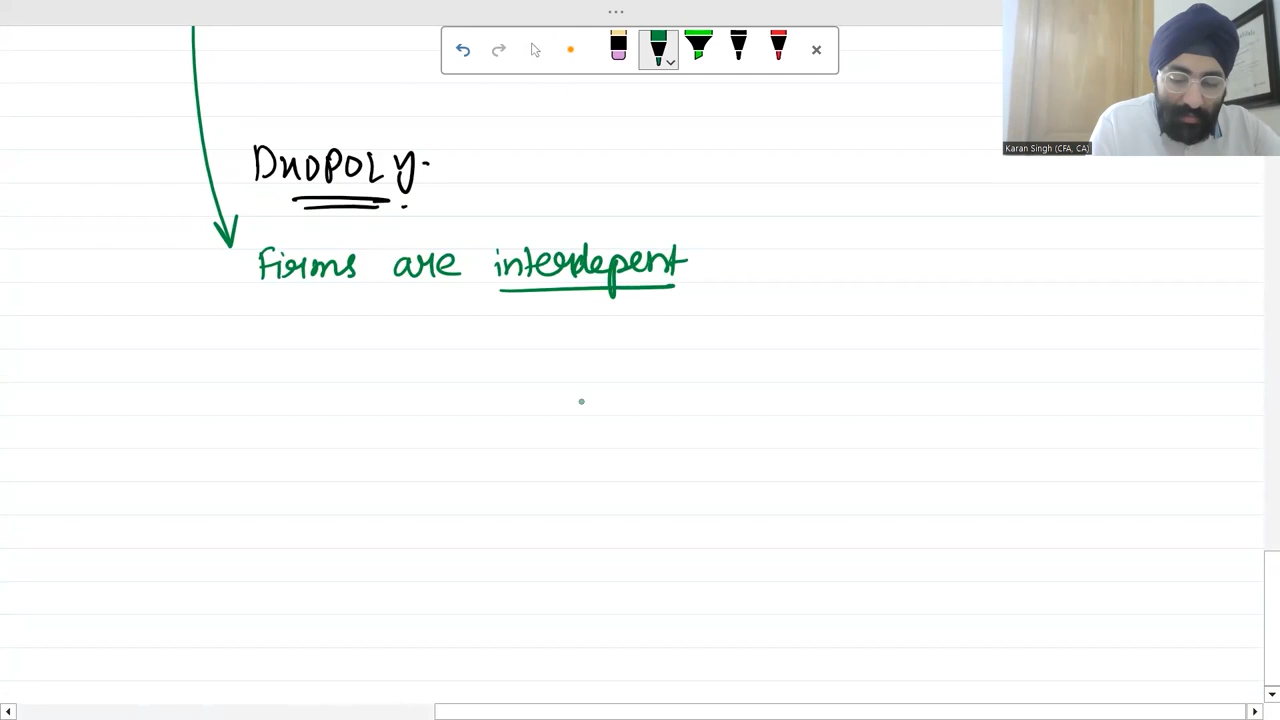 Karan Singh (CFA, CA)
DUOPOLY.
Firms are interdepent